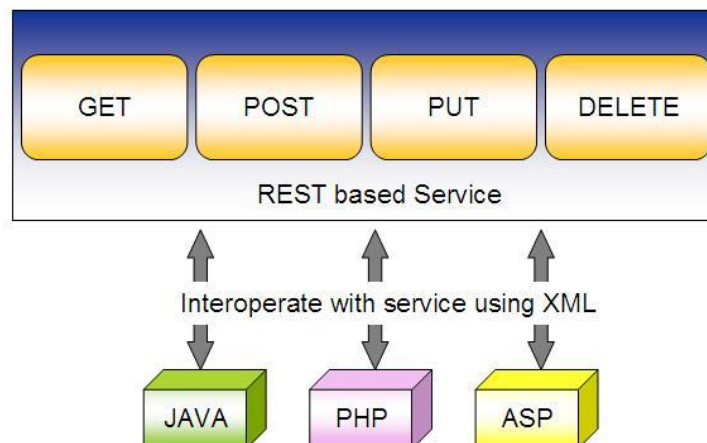 GET POST PUT DELETE
REST based Service
Interoperate with service using XML
JAVA PHP ASP